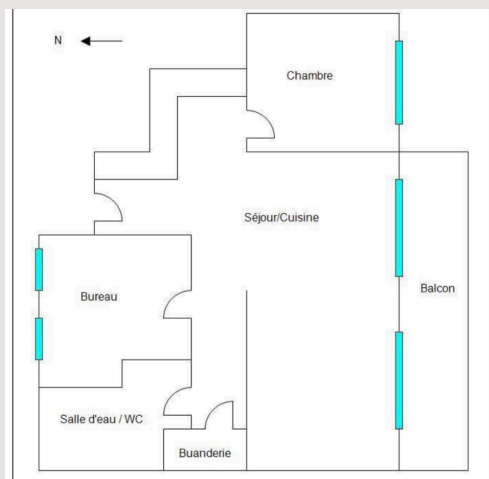 N
Chambre
Séjour/Cuisine
Bureau
Balcon
Salle d'eau / WC
Buanderie